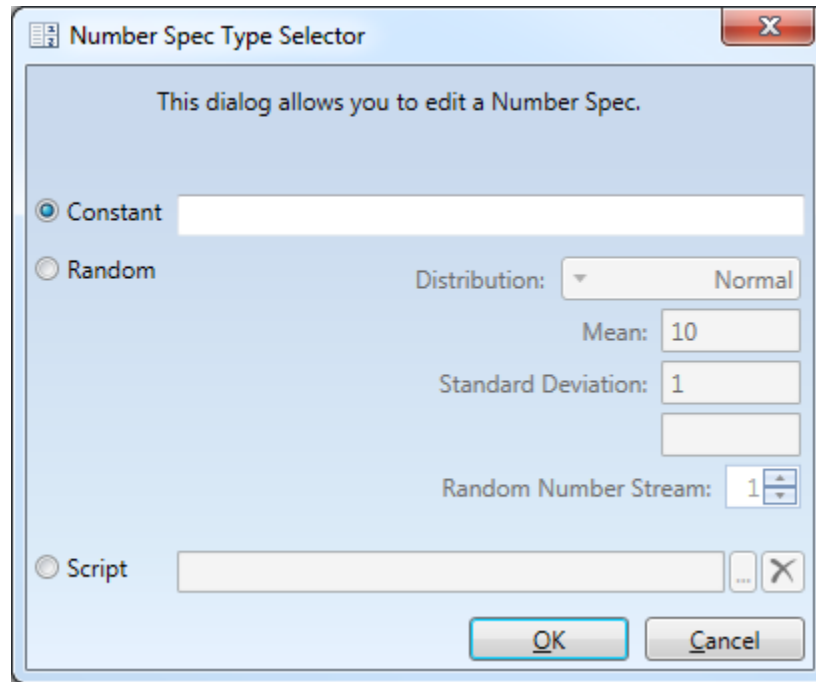 Number Spec Type Selector
This dialog allows you to edit a Number Spec.
Constant
Random
Distribution: Normal
Mean: 10
Standard Deviation: 1
Random Number Stream: 1
Script ...
OK Cancel